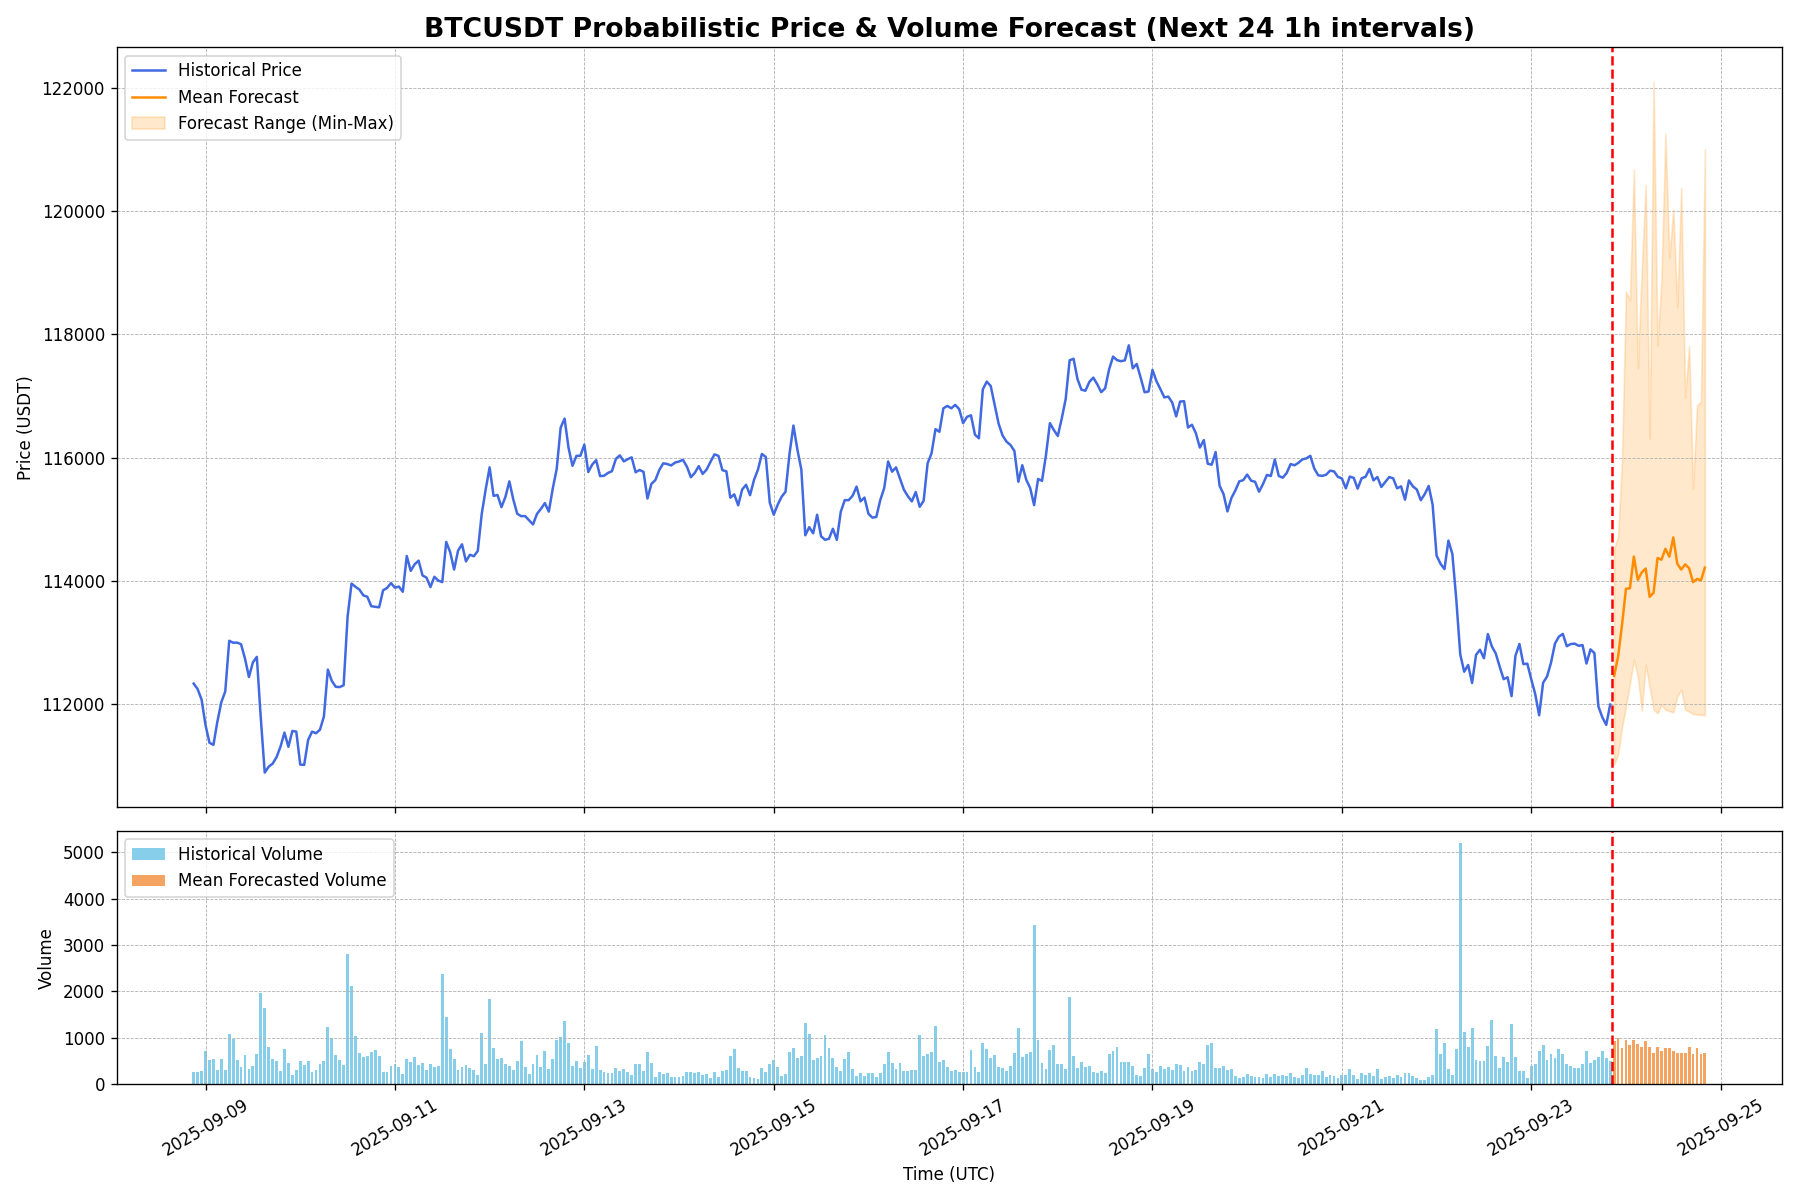 BTCUSDT Probabilistic Price & Volume Forecast (Next 24 1h intervals)
Historical Price
Mean Forecast
Forecast Range (Min-Max)
122000
120000
118000
116000
114000
112000
Price (USDT)
Historical Volume
Mean Forecasted Volume
5000
4000
3000
2000
1000
0
Volume
2025-09-09
2025-09-11
2025-09-13
2025-09-15
2025-09-17
2025-09-19
2025-09-21
2025-09-23
2025-09-25
Time (UTC)